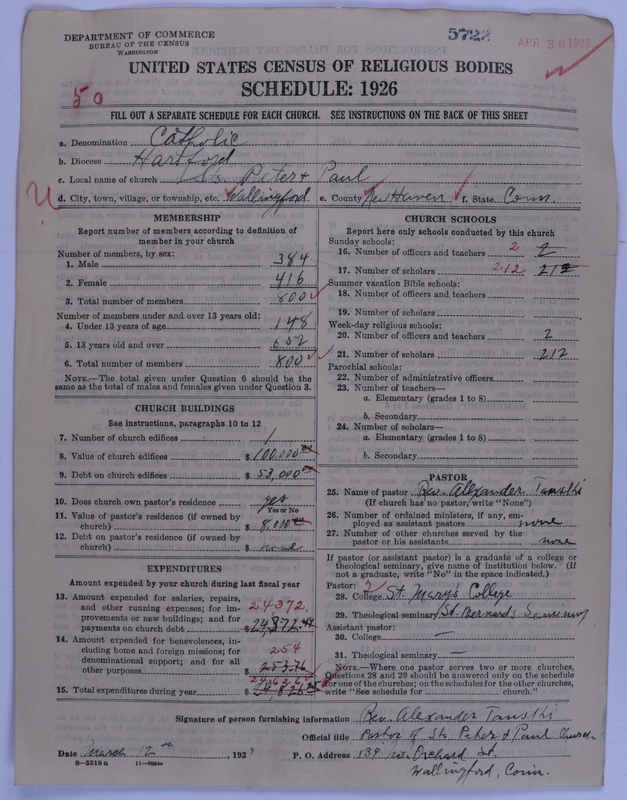 DEPARTMENT OF COMMERCE
BUREAU OF THE CENSUS
WASHINGTON
5722
APR 30 1927
UNITED STATES CENSUS OF RELIGIOUS BODIES
SCHEDULE: 1926
50
FILL OUT A SEPARATE SCHEDULE FOR EACH CHURCH. SEE INSTRUCTIONS ON THE BACK OF THIS SHEET
a. Denomination Catholic
b. Diocese Hartford
c. Local name of church Sts. Peter & Paul
d. City, town, village, or township, etc. Wallingford e. County New Haven f. State Conn.
MEMBERSHIP
Report number of members according to definition of
member in your church
Number of members, by sex:
1. Male 384
2. Female 416
3. Total number of members 800
Number of members under and over 13 years old:
4. Under 13 years of age 148
5. 13 years old and over 652
6. Total number of members 800
NOTE.—The total given under Question 6 should be the
same as the total of males and females given under Question 3.
CHURCH BUILDINGS
See instructions, paragraphs 10 to 12
7. Number of church edifices 1
8. Value of church edifices $ 100,000.00
9. Debt on church edifices $ 53,000.00
10. Does church own pastor's residence yes
Yes or No
11. Value of pastor's residence (if owned by
church) $ 8,000.00
12. Debt on pastor's residence (if owned by
church) $ none
EXPENDITURES
Amount expended by your church during last fiscal year
13. Amount expended for salaries, repairs,
and other running expenses; for im-
provements or new buildings; and for
payments on church debt 24,372. $ 24,372.44
14. Amount expended for benevolences, in-
cluding home and foreign missions; for
denominational support; and for all
other purposes 254 $ 253.76
15. Total expenditures during year 24,626. $
CHURCH SCHOOLS
Report here only schools conducted by this church
Sunday schools:
16. Number of officers and teachers 2 2
17. Number of scholars 212 212
Summer vacation Bible schools:
18. Number of officers and teachers
19. Number of scholars
Week-day religious schools:
20. Number of officers and teachers 2
21. Number of scholars 212
Parochial schools:
22. Number of administrative officers
23. Number of teachers—
a. Elementary (grades 1 to 8)
b. Secondary
24. Number of scholars—
a. Elementary (grades 1 to 8)
b. Secondary
PASTOR
25. Name of pastor Rev. Alexander Tanski
(If church has no pastor, write "None")
26. Number of ordained ministers, if any, em-
ployed as assistant pastors none
27. Number of other churches served by the
pastor or his assistants none
If pastor (or assistant pastor) is a graduate of a college or
theological seminary, give name of institution below. (If
not a graduate, write "No" in the space indicated.)
Pastor: 2
28. College St. Mary's College
29. Theological seminary St. Bernards Seminary
Assistant pastor:
30. College —
31. Theological seminary —
NOTE.—Where one pastor serves two or more churches,
Questions 28 and 29 should be answered only on the schedule
for one of the churches; on the schedules for the other churches,
write "See schedule for church."
Signature of person furnishing information Rev. Alexander Tanski
Official title Pastor of Sts. Peter & Paul Church
Date March 12 , 1927 P. O. Address 139 No. Orchard St.
8—5518a Wallingford, Conn.